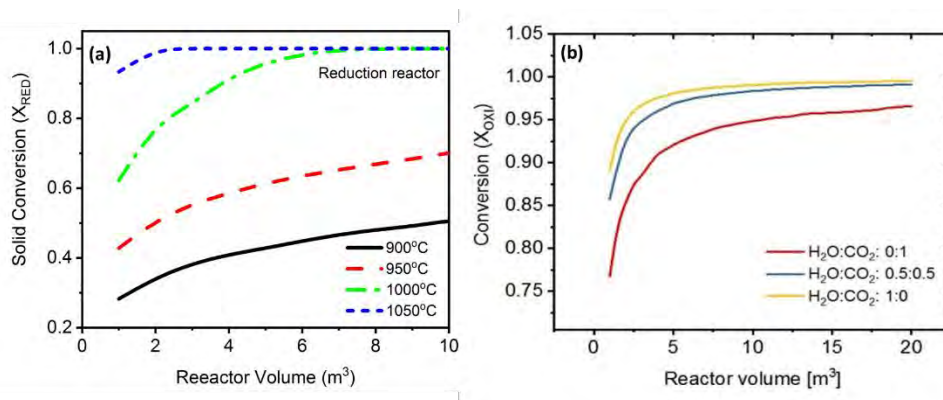 (a)
Reduction reactor
Solid Conversion (X_RED)
1.0
0.8
0.6
0.4
0.2
900°C
950°C
1000°C
1050°C
0 2 4 6 8 10
Reeactor Volume (m³)
(b)
Conversion (X_OXI)
1.05
1.00
0.95
0.90
0.85
0.80
0.75
H₂O:CO₂: 0:1
H₂O:CO₂: 0.5:0.5
H₂O:CO₂: 1:0
0 5 10 15 20
Reactor volume [m³]